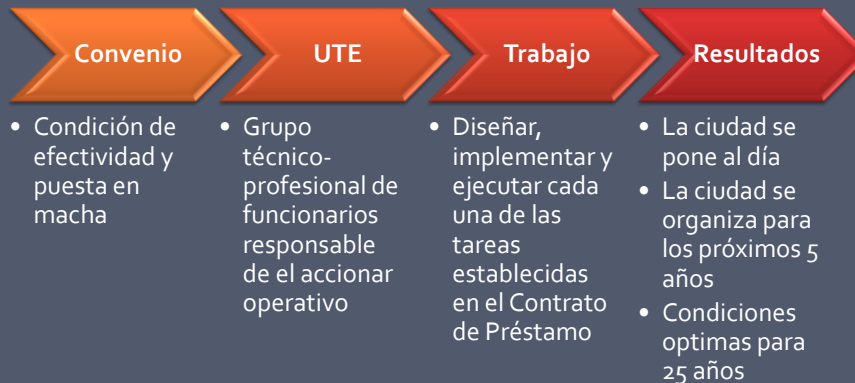 Convenio
• Condición de
efectividad y
puesta en
macha
UTE
• Grupo
técnico-
profesional de
funcionarios
responsable
de el accionar
operativo
Trabajo
• Diseñar,
implementar y
ejecutar cada
una de las
tareas
establecidas
en el Contrato
de Préstamo
Resultados
• La ciudad se
pone al día
• La ciudad se
organiza para
los próximos 5
años
• Condiciones
optimas para
25 años